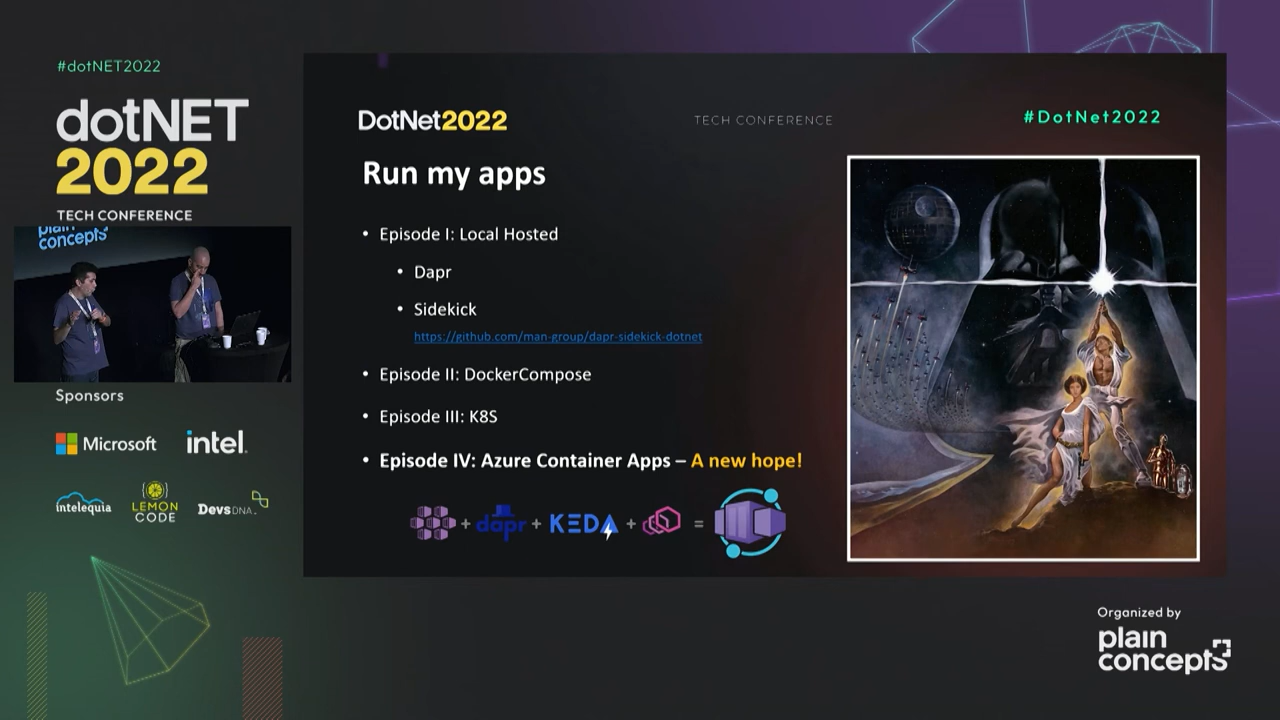 #dotNET2022
dotNET
2022
TECH CONFERENCE
plain
concepts
Sponsors
Microsoft
intel.
intelequia
LEMON
CODE
DevsDNA
DotNet2022
TECH CONFERENCE
#DotNet2022
Run my apps
• Episode I: Local Hosted
• Dapr
• Sidekick
https://github.com/man-group/dapr-sidekick-dotnet
• Episode II: DockerCompose
• Episode III: K8S
• Episode IV: Azure Container Apps – A new hope!
+ dapr + KEDA + =
Organized by
plain
concepts